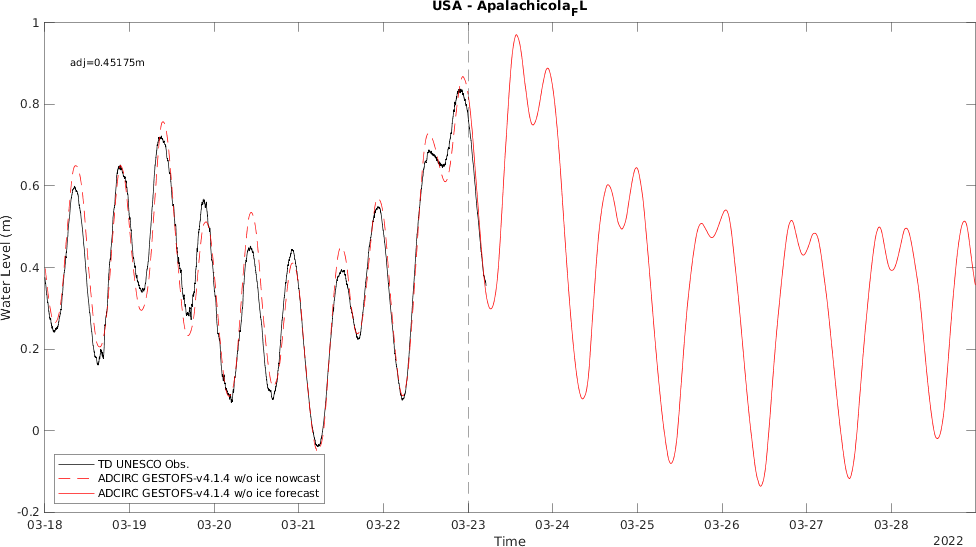 USA - Apalachicola_FL
adj=0.45175m
1
0.8
0.6
0.4
0.2
0
-0.2
Water Level (m)
TD UNESCO Obs.
ADCIRC GESTOFS-v4.1.4 w/o ice nowcast
ADCIRC GESTOFS-v4.1.4 w/o ice forecast
03-18 03-19 03-20 03-21 03-22 03-23 03-24 03-25 03-26 03-27 03-28
Time
2022